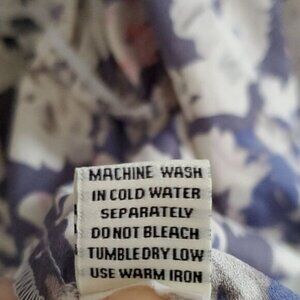 MACHINE WASH
IN COLD WATER
SEPARATELY
DO NOT BLEACH
TUMBLE DRY LOW
USE WARM IRON